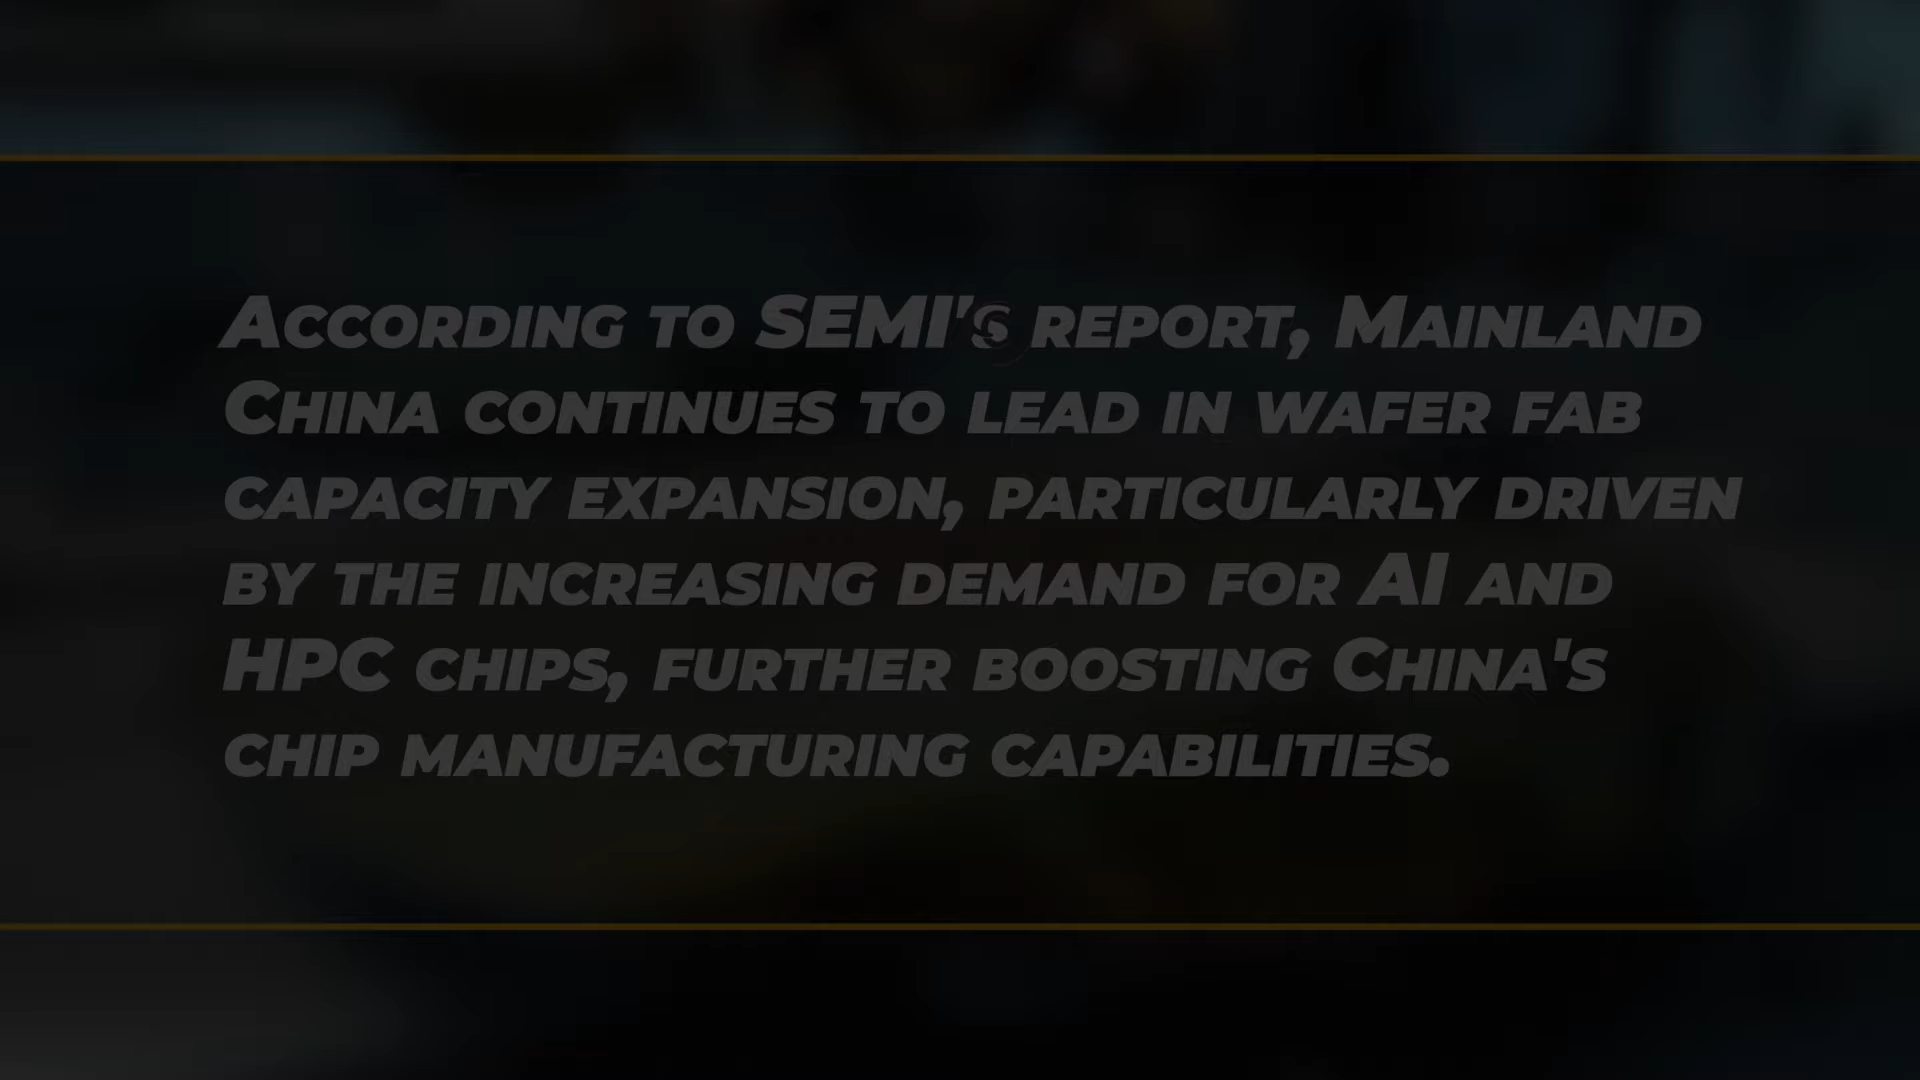 According to SEMI's report, Mainland
China continues to lead in wafer fab
capacity expansion, particularly driven
by the increasing demand for AI and
HPC chips, further boosting China's
chip manufacturing capabilities.